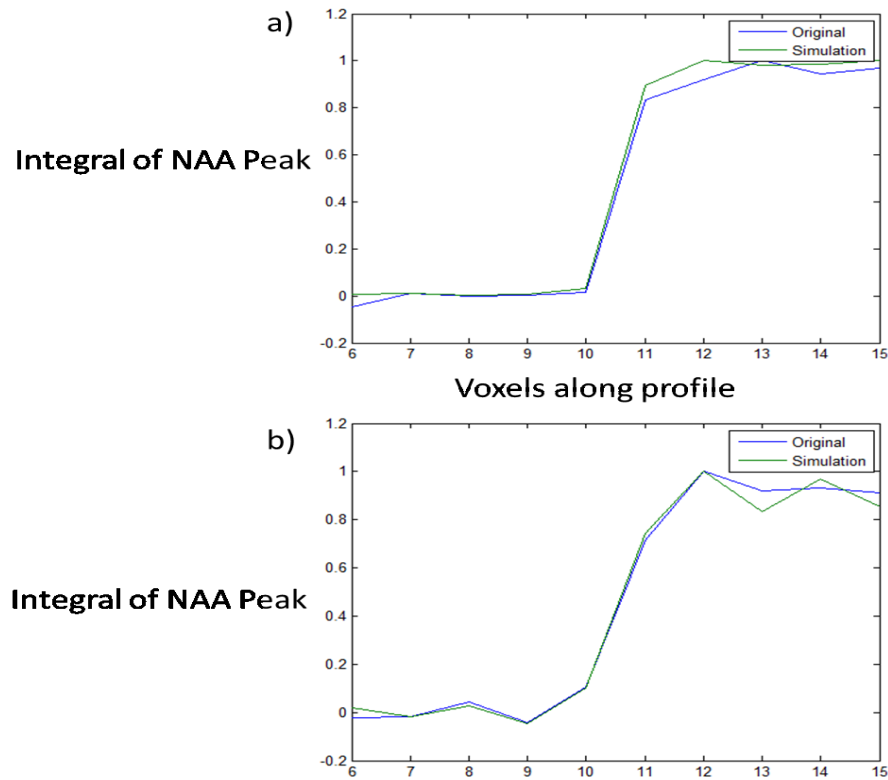 a)
Integral of NAA Peak
1.2
1
0.8
0.6
0.4
0.2
0
-0.2
Original
Simulation
6 7 8 9 10 11 12 13 14 15
Voxels along profile
b)
Integral of NAA Peak
1.2
1
0.8
0.6
0.4
0.2
0
-0.2
Original
Simulation
6 7 8 9 10 11 12 13 14 15